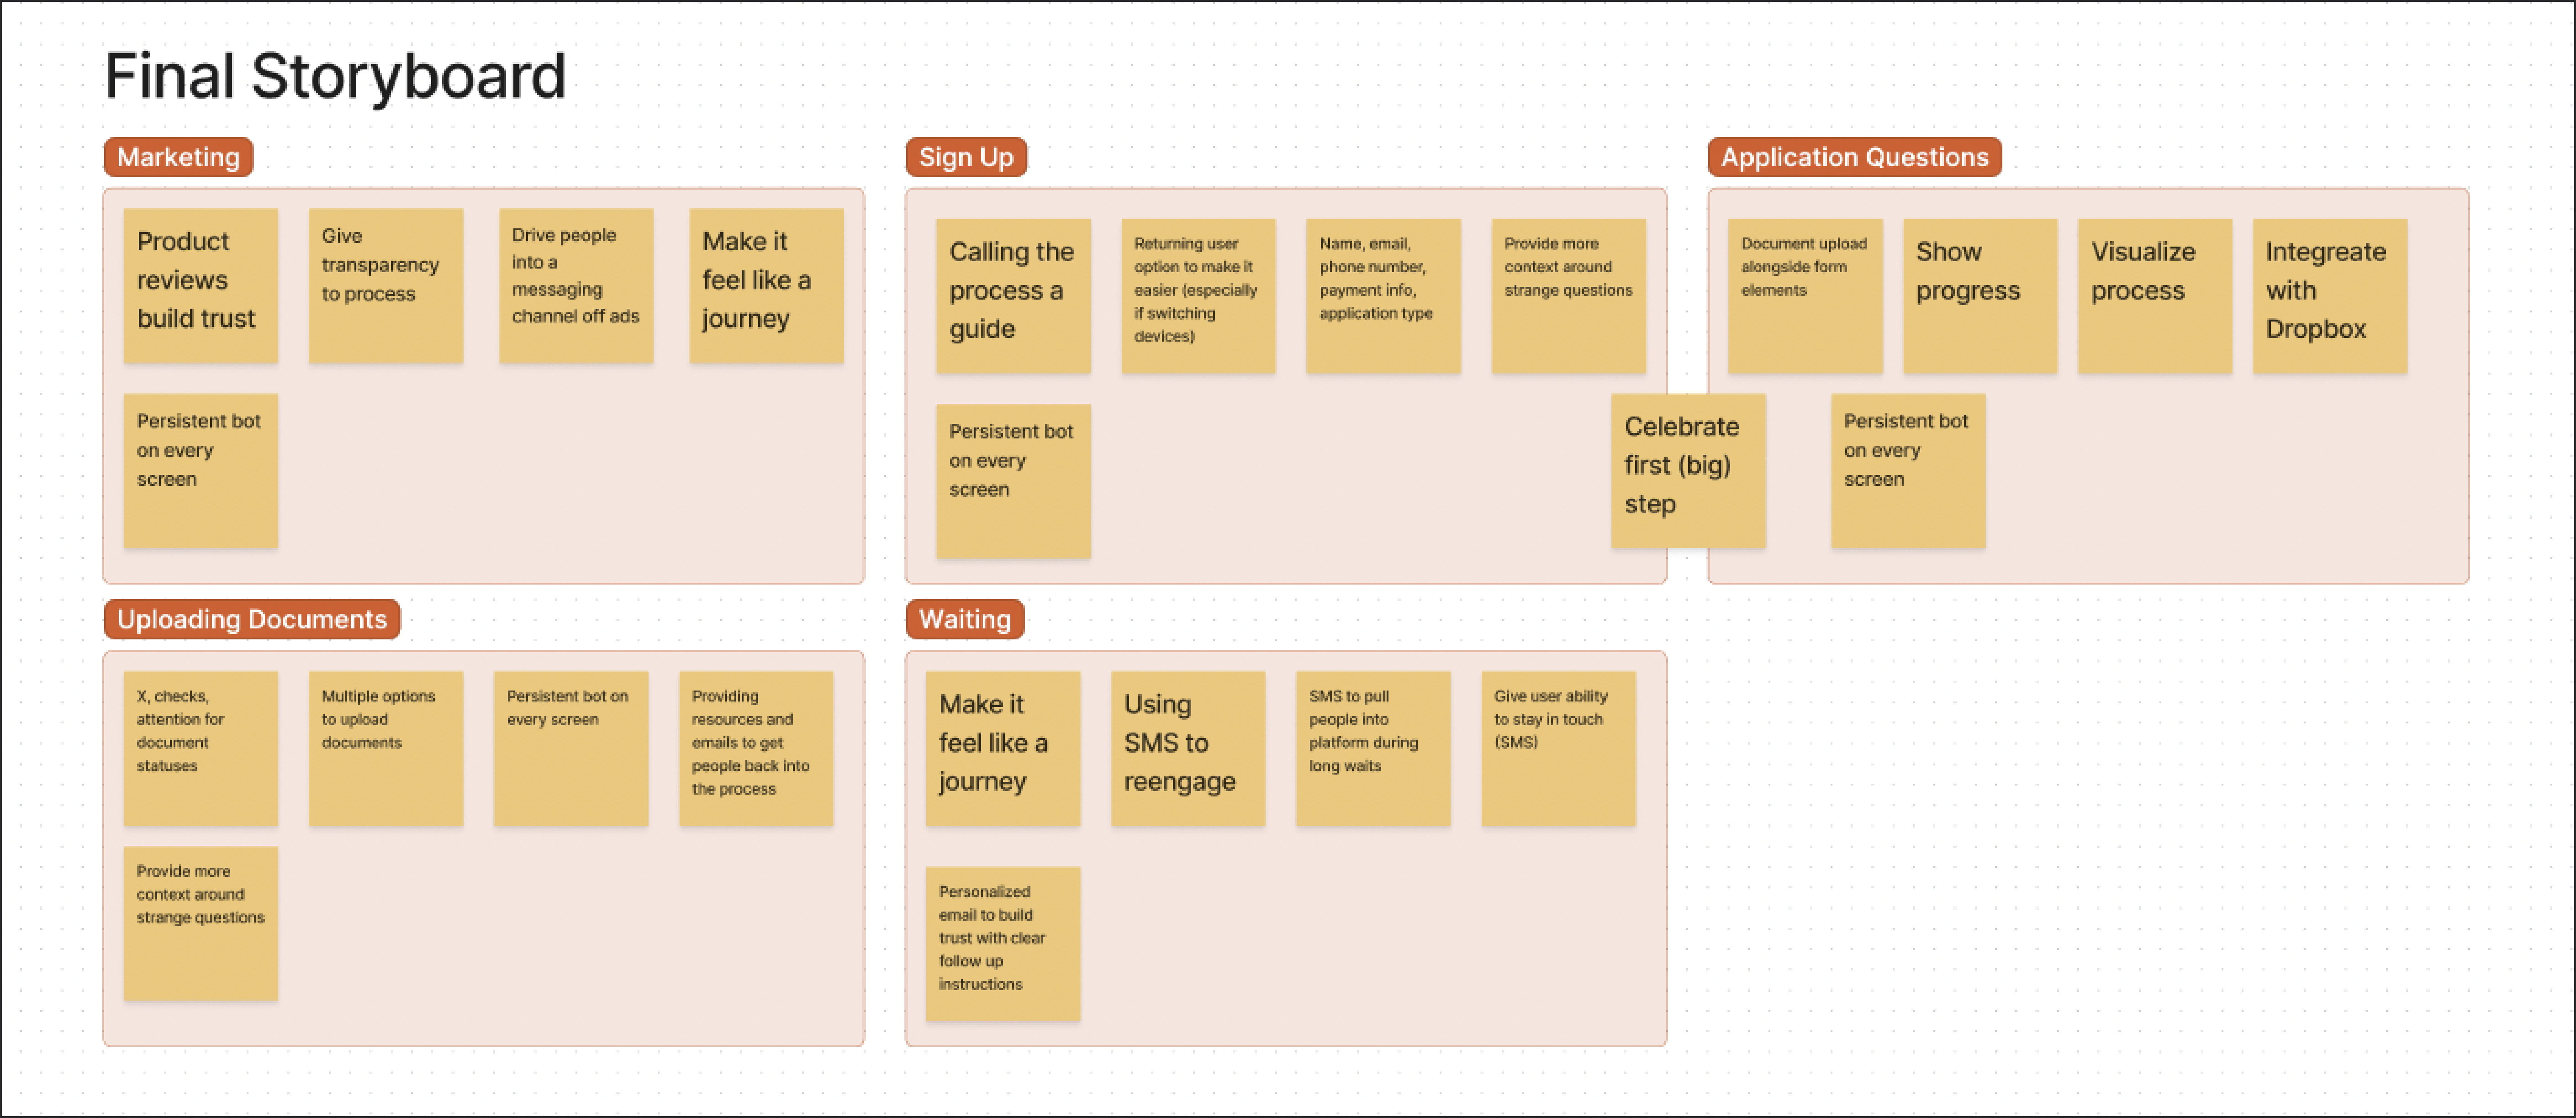 Final Storyboard
Marketing
Product
reviews
build trust
Give
transparency
to process
Drive people
into a
messaging
channel off ads
Make it
feel like a
journey
Persistent bot
on every
screen
Sign Up
Calling the
process a
guide
Returning user
option to make it
easier (especially
if switching
devices)
Name, email,
phone number,
payment info,
application type
Provide more
context around
strange questions
Persistent bot
on every
screen
Celebrate
first (big)
step
Application Questions
Document upload
alongside form
elements
Show
progress
Visualize
process
Integreate
with
Dropbox
Persistent bot
on every
screen
Uploading Documents
X, checks,
attention for
document
statuses
Multiple options
to upload
documents
Persistent bot on
every screen
Providing
resources and
emails to get
people back into
the process
Provide more
context around
strange questions
Waiting
Make it
feel like a
journey
Using
SMS to
reengage
SMS to pull
people into
platform during
long waits
Give user ability
to stay in touch
(SMS)
Personalized
email to build
trust with clear
follow up
instructions